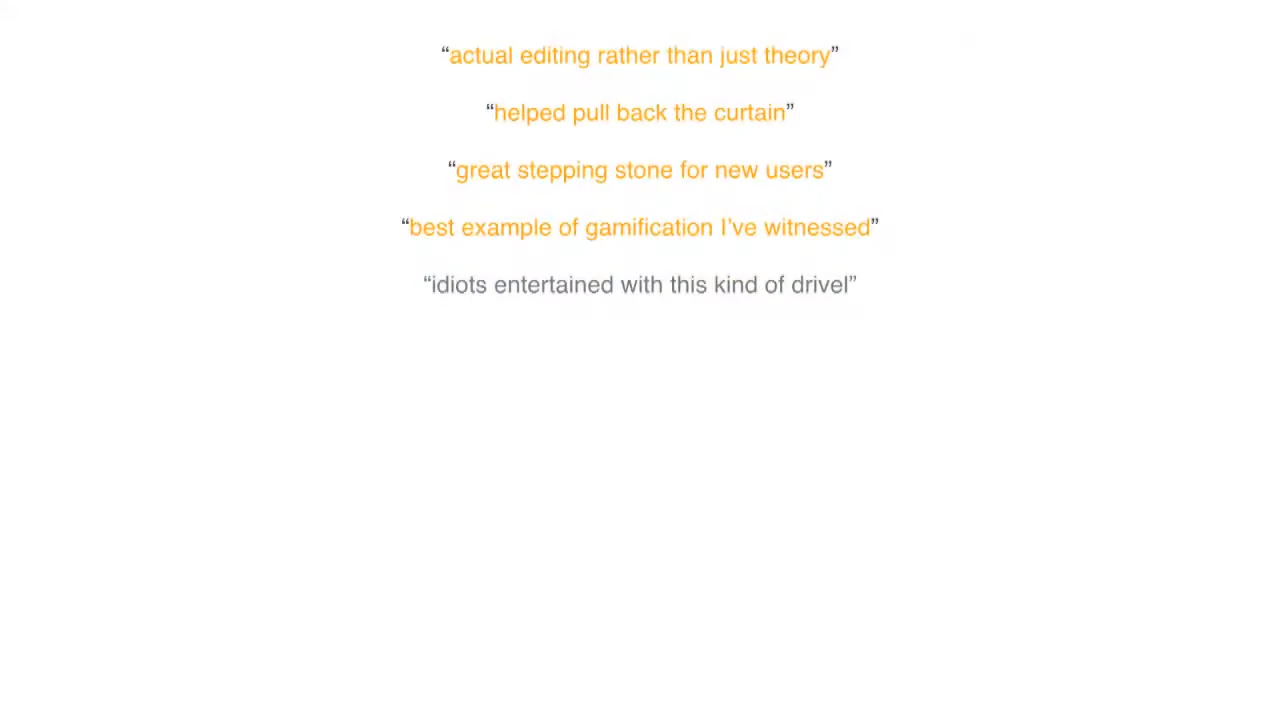 “actual editing rather than just theory”
“helped pull back the curtain”
“great stepping stone for new users”
“best example of gamification I’ve witnessed”
“idiots entertained with this kind of drivel”